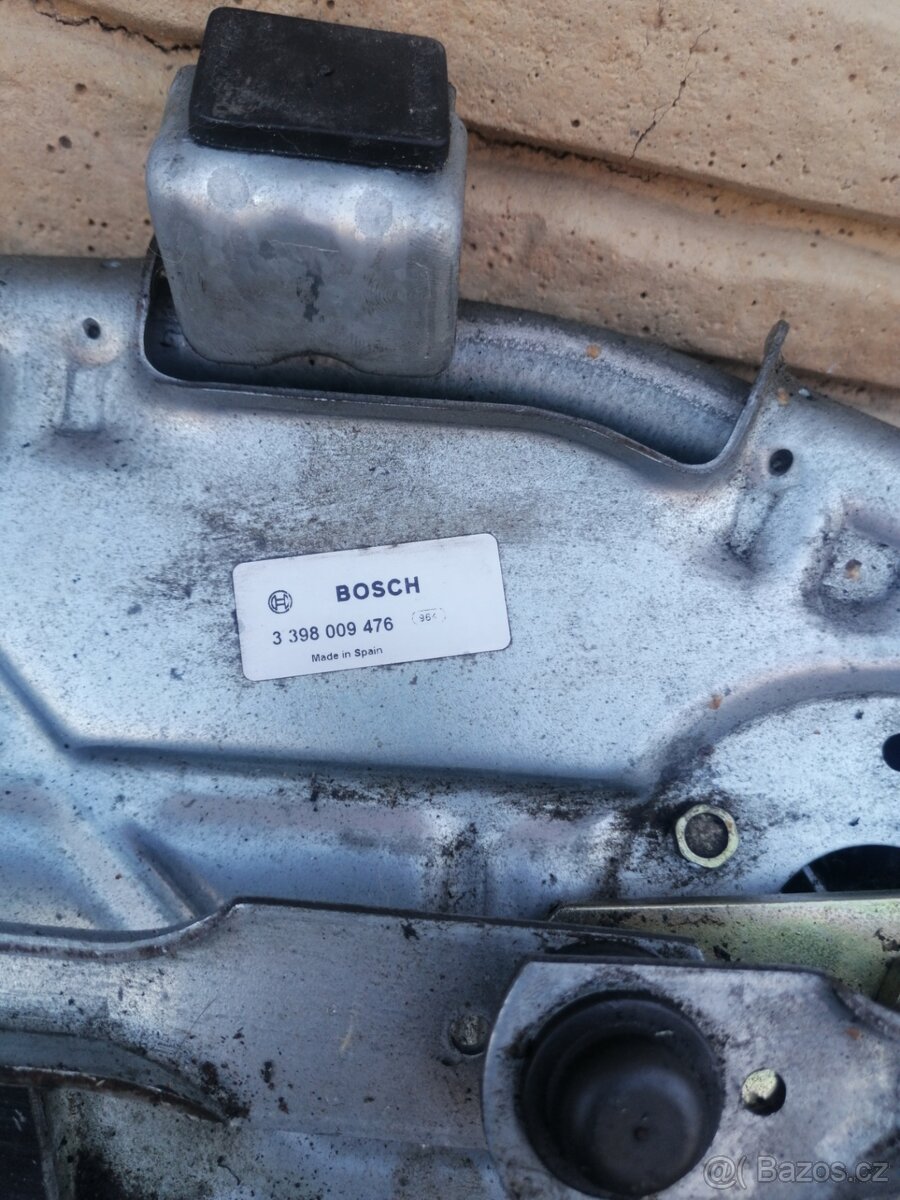 BOSCH
3 398 009 476
Made in Spain
@ Bazos.cz